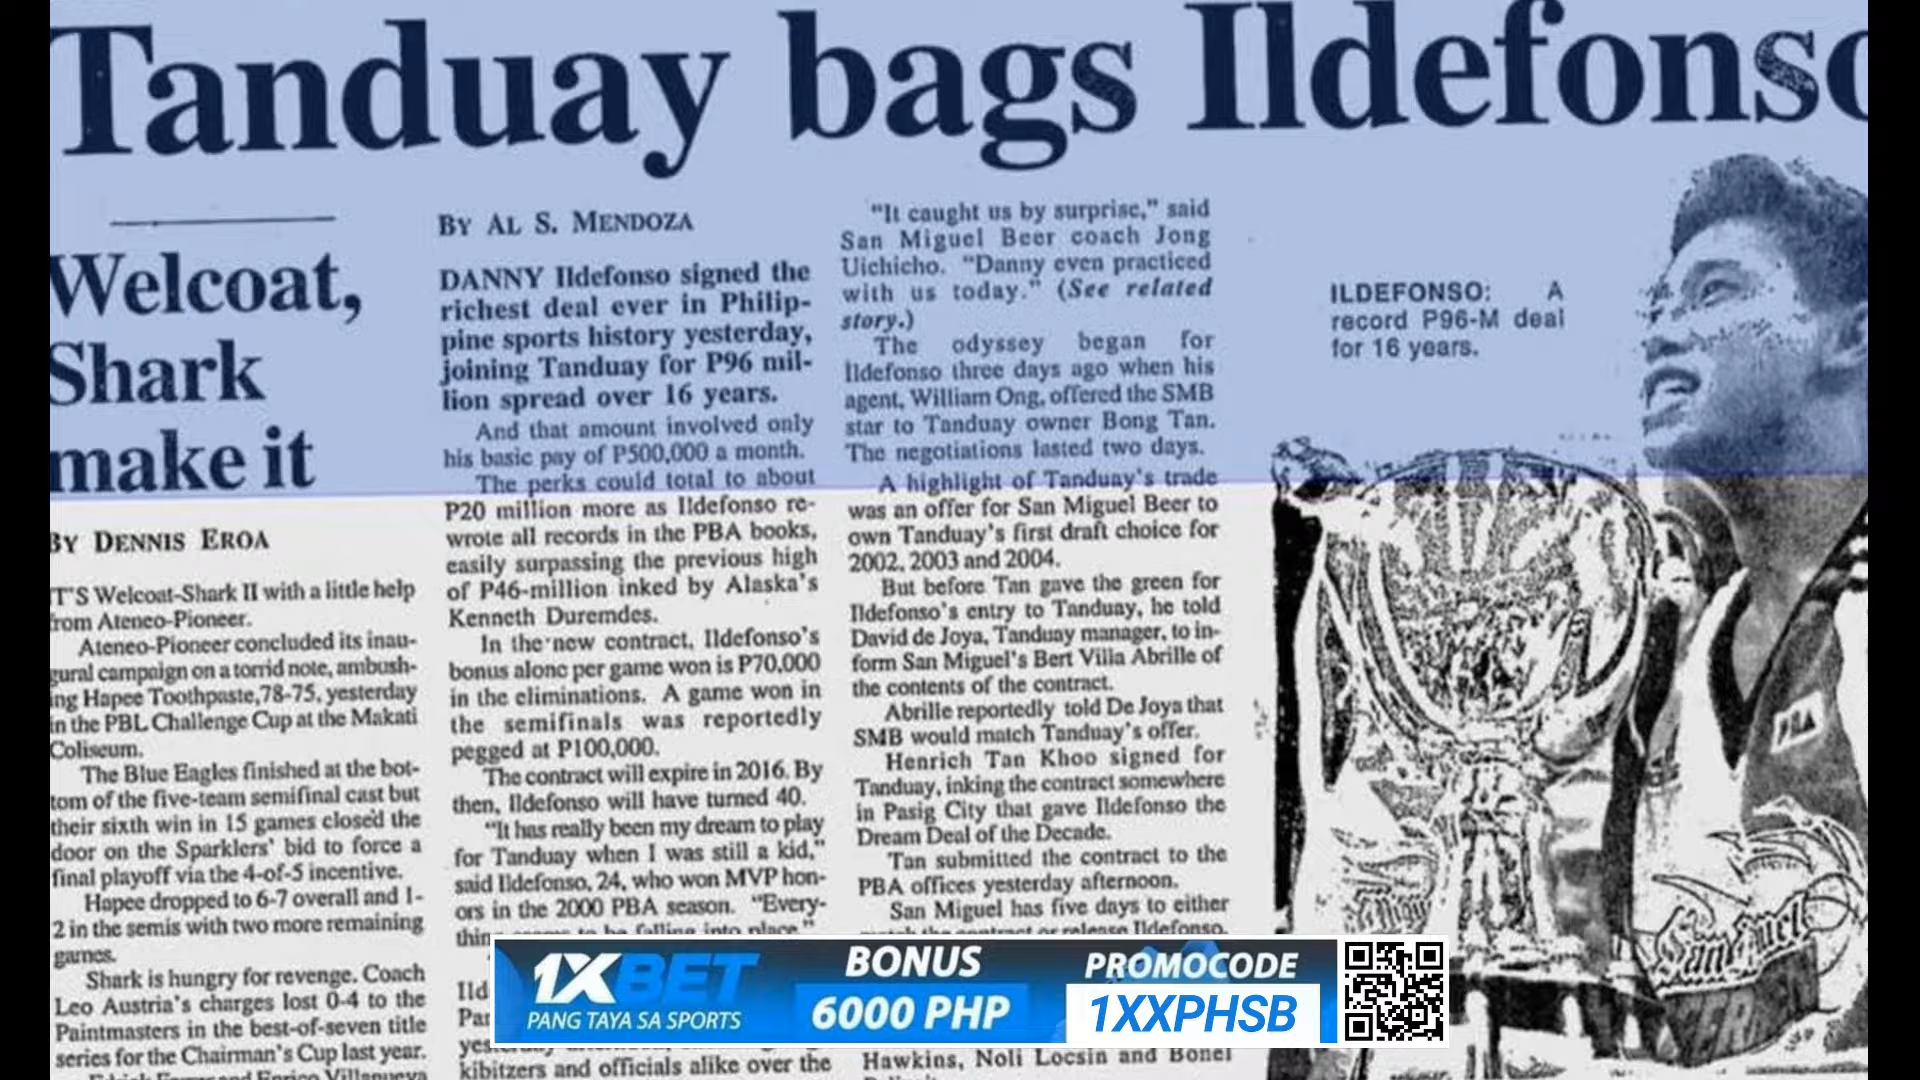 Tanduay bags Ildefonso
Welcoat,
Shark
make it
BY DENNIS EROA
T'S Welcoat-Shark II with a little help
from Ateneo-Pioneer.
Ateneo-Pioneer concluded its inau-
gural campaign on a torrid note, ambush-
ing Hapee Toothpaste,78-75, yesterday
in the PBL Challenge Cup at the Makati
Coliseum.
The Blue Eagles finished at the bot-
tom of the five-team semifinal cast but
their sixth win in 15 games closed the
door on the Sparklers' bid to force a
final playoff via the 4-of-5 incentive.
Hapee dropped to 6-7 overall and 1-
2 in the semis with two more remaining
games.
Shark is hungry for revenge. Coach
Leo Austria's charges lost 0-4 to the
Paintmasters in the best-of-seven title
series for the Chairman's Cup last year.
and Enrico Villanueva
BY AL S. MENDOZA
DANNY Ildefonso signed the
richest deal ever in Philip-
pine sports history yesterday,
joining Tanduay for P96 mil-
lion spread over 16 years.
And that amount involved only
his basic pay of P500,000 a month.
The perks could total to about
P20 million more as Ildefonso re-
wrote all records in the PBA books,
easily surpassing the previous high
of P46-million inked by Alaska's
Kenneth Duremdes.
In the new contract, Ildefonso's
bonus alone per game won is P70,000
in the eliminations. A game won in
the semifinals was reportedly
pegged at P100,000.
The contract will expire in 2016. By
then, Ildefonso will have turned 40.
"It has really been my dream to play
for Tanduay when I was still a kid,"
said Ildefonso, 24, who won MVP hon-
ors in the 2000 PBA season. "Every-
thin to be falling into place."
Ild
Par
kibitzers and officials alike over the
"It caught us by surprise," said
San Miguel Beer coach Jong
Uichicho. "Danny even practiced
with us today." (See related
story.)
The odyssey began for
Ildefonso three days ago when his
agent, William Ong, offered the SMB
star to Tanduay owner Bong Tan.
The negotiations lasted two days.
A highlight of Tanduay's trade
was an offer for San Miguel Beer to
own Tanduay's first draft choice for
2002, 2003 and 2004.
But before Tan gave the green for
Ildefonso's entry to Tanduay, he told
David de Joya, Tanduay manager, to in-
form San Miguel's Bert Villa Abrille of
the contents of the contract.
Abrille reportedly told De Joya that
SMB would match Tanduay's offer.
Henrich Tan Khoo signed for
Tanduay, inking the contract somewhere
in Pasig City that gave Ildefonso the
Dream Deal of the Decade.
Tan submitted the contract to the
PBA offices yesterday afternoon.
San Miguel has five days to either
match the contract or release Ildefonso.
Hawkins, Noli Locsin and Bonel
ILDEFONSO: A
record P96-M deal
for 16 years.
PBA
San Miguel
1XBET
PANG TAYA SA SPORTS
BONUS
6000 PHP
PROMOCODE
1XXPHSB